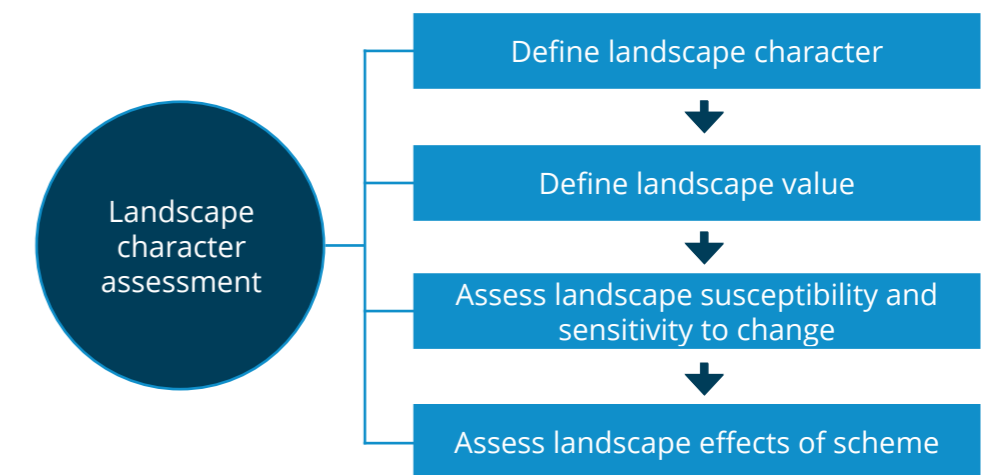 Landscape
character
assessment
Define landscape character
Define landscape value
Assess landscape susceptibility and
sensitivity to change
Assess landscape effects of scheme